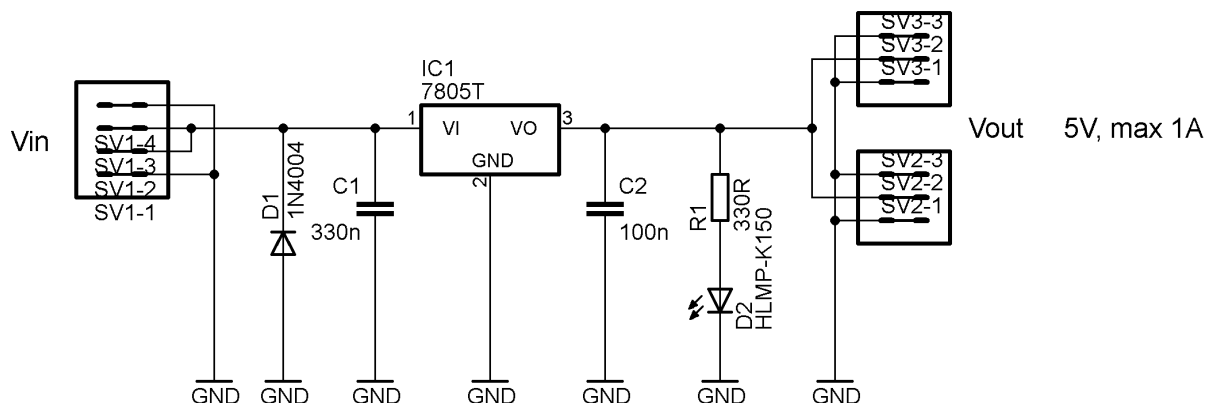 SV3-3
SV3-2
SV3-1
IC1
7805T
1
VI
VO
3
GND
2
Vin
SV1-4
SV1-3
SV1-2
SV1-1
D1
1N4004
C1
330n
C2
100n
R1
330R
D2
HLMP-K150
Vout
5V, max 1A
SV2-3
SV2-2
SV2-1
GND
GND
GND
GND
GND
GND
GND